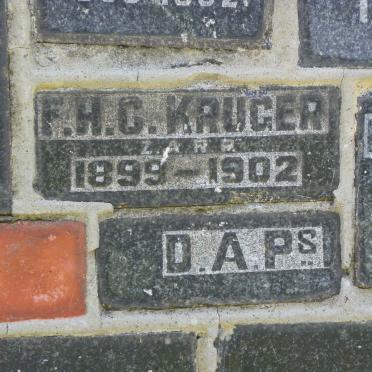 F.H.C. KRUGER
Z.A.R.P.
1899-1902
D.A.Ps